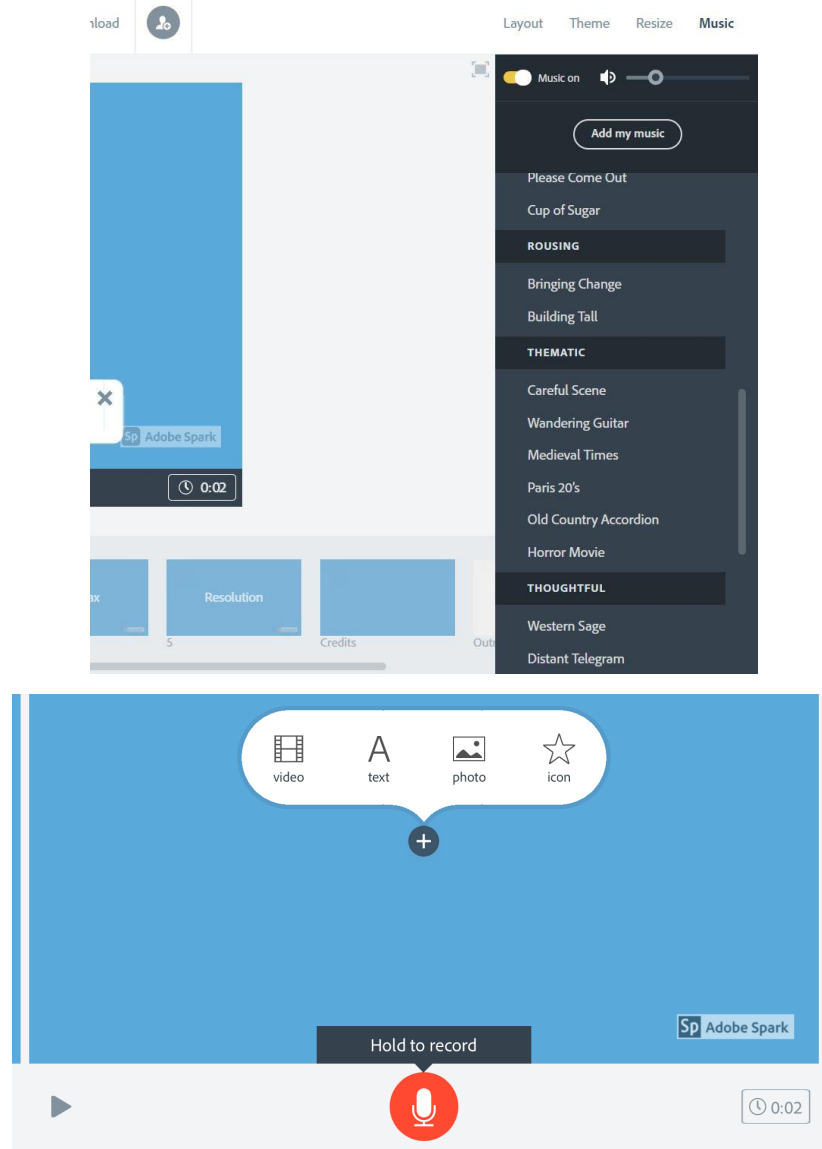 nload
Layout Theme Resize Music
Music on
Add my music
Please Come Out
Cup of Sugar
ROUSING
Bringing Change
Building Tall
THEMATIC
Careful Scene
Wandering Guitar
Sp Adobe Spark
Medieval Times
0:02
Paris 20's
Old Country Accordion
Horror Movie
THOUGHTFUL
ax
Resolution
Western Sage
5
Credits
Out
Distant Telegram
video text photo icon
Sp Adobe Spark
Hold to record
0:02